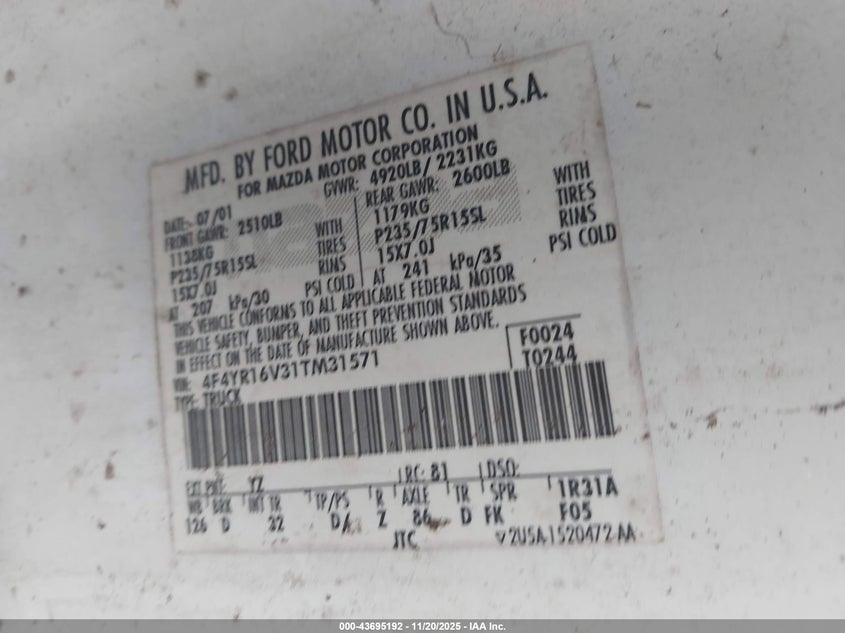 MFD. BY FORD MOTOR CO. IN U.S.A.
FOR MAZDA MOTOR CORPORATION
DATE: 07/01 GVWR: 4920LB/ 2231KG
FRONT GAWR: 2510LB REAR GAWR: 2600LB
1138KG WITH 1179KG WITH
P235/75R15SL TIRES P235/75R15SL TIRES
15X7.0J RIMS 15X7.0J RIMS
AT 207 kPa/30 PSI COLD AT 241 kPa/35 PSI COLD
THIS VEHICLE CONFORMS TO ALL APPLICABLE FEDERAL MOTOR
VEHICLE SAFETY, BUMPER, AND THEFT PREVENTION STANDARDS
IN EFFECT ON THE DATE OF MANUFACTURE SHOWN ABOVE.
VIN: 4F4YR16V31TM31571 F0024
TYPE: TRUCK T0244
EXT PNT: YZ RC: 81 DSO:
WB BRK INT TR TP/PS R AXLE TR SPR 1R31A
126 D 32 D Z 86 D FK F05
JTC 2U5A-1520472-AA
000-43695192 - 11/20/2025 - IAA Inc.